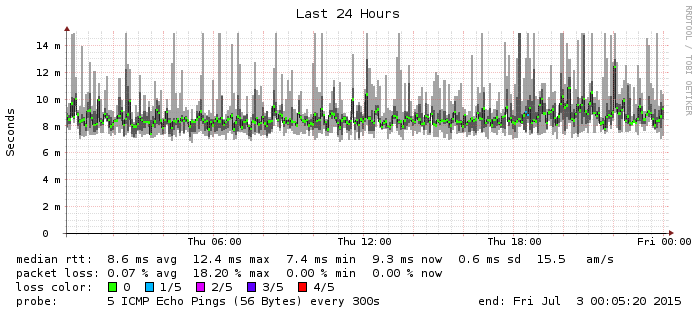 Last 24 Hours
RRDTOOL / TOBI OETIKER
Seconds
14 m
12 m
10 m
8 m
6 m
4 m
2 m
0
Thu 06:00 Thu 12:00 Thu 18:00 Fri 00:00
median rtt: 8.6 ms avg 12.4 ms max 7.4 ms min 9.3 ms now 0.6 ms sd 15.5 am/s
packet loss: 0.07 % avg 18.20 % max 0.00 % min 0.00 % now
loss color: 0 1/5 2/5 3/5 4/5
probe: 5 ICMP Echo Pings (56 Bytes) every 300s end: Fri Jul 3 00:05:20 2015